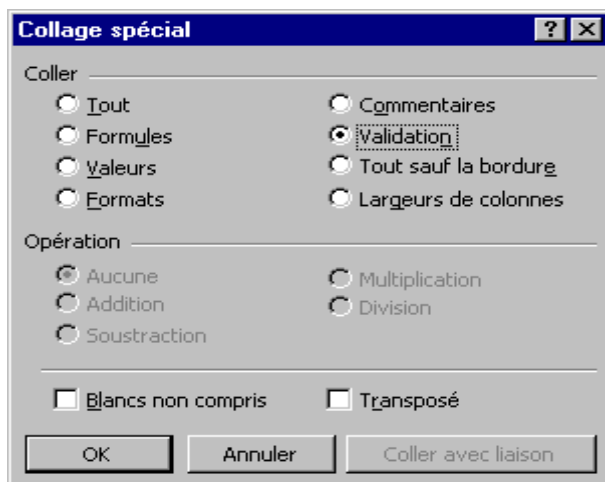 Collage spécial
Coller
Tout
Commentaires
Formules
Validation
Valeurs
Tout sauf la bordure
Formats
Largeurs de colonnes
Opération
Aucune
Multiplication
Addition
Division
Soustraction
Blancs non compris
Transposé
OK
Annuler
Coller avec liaison